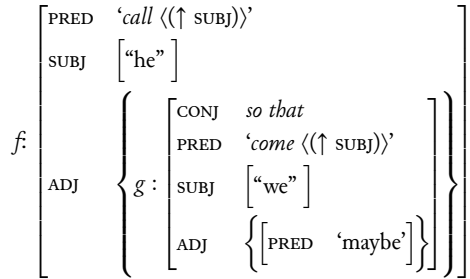 PRED ‘call ⟨(↑ SUBJ)⟩’
SUBJ [“he” ]
f:
CONJ so that
PRED ‘come ⟨(↑ SUBJ)⟩’
ADJ { g : SUBJ [“we” ] }
ADJ {[PRED ‘maybe’]}